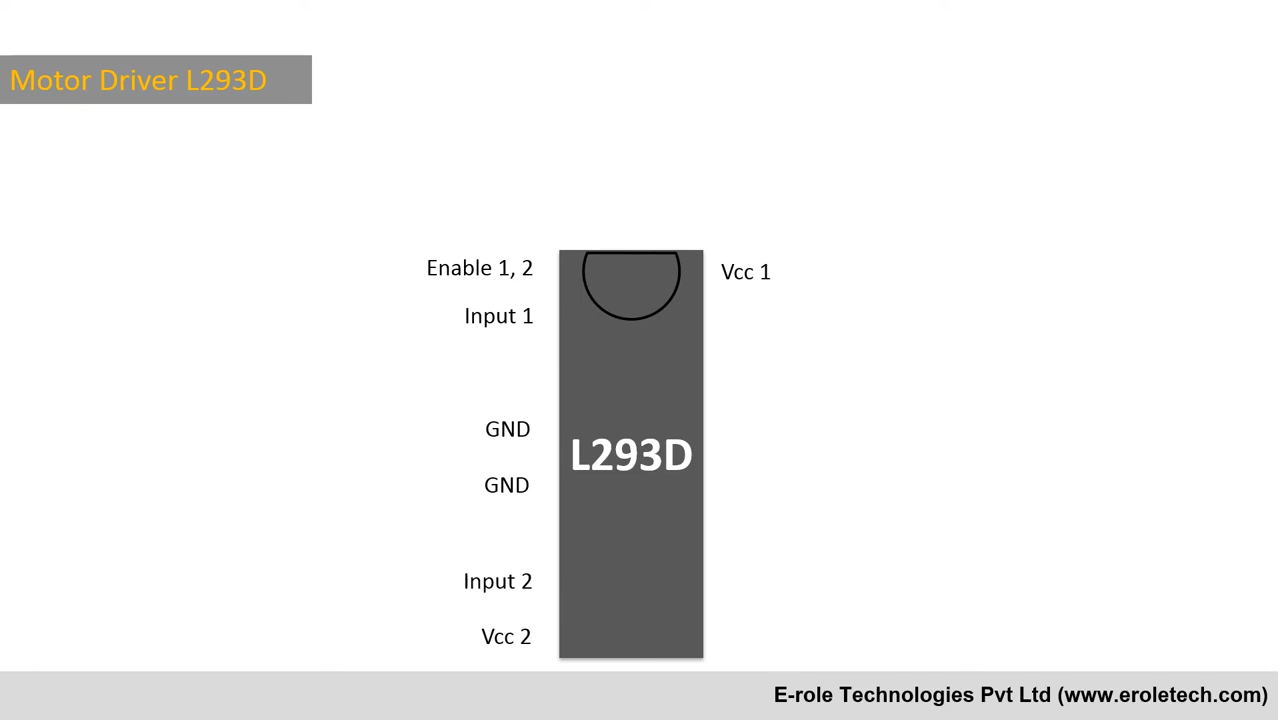 Motor Driver L293D
Enable 1, 2
Vcc 1
Input 1
GND
L293D
GND
Input 2
Vcc 2
E-role Technologies Pvt Ltd (www.eroletech.com)